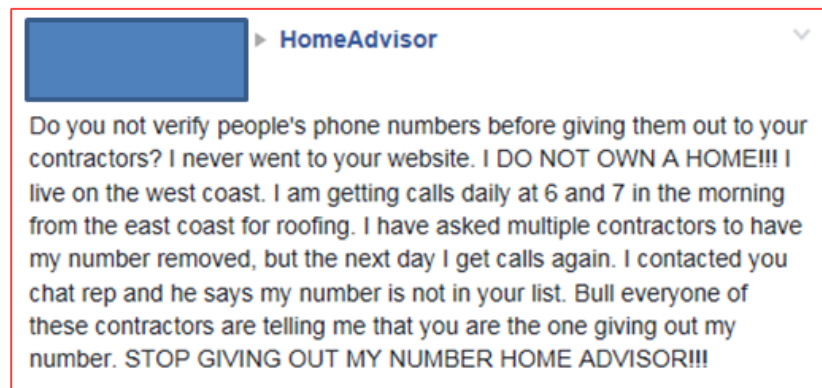 HomeAdvisor
Do you not verify people's phone numbers before giving them out to your
contractors? I never went to your website. I DO NOT OWN A HOME!!! I
live on the west coast. I am getting calls daily at 6 and 7 in the morning
from the east coast for roofing. I have asked multiple contractors to have
my number removed, but the next day I get calls again. I contacted you
chat rep and he says my number is not in your list. Bull everyone of
these contractors are telling me that you are the one giving out my
number. STOP GIVING OUT MY NUMBER HOME ADVISOR!!!